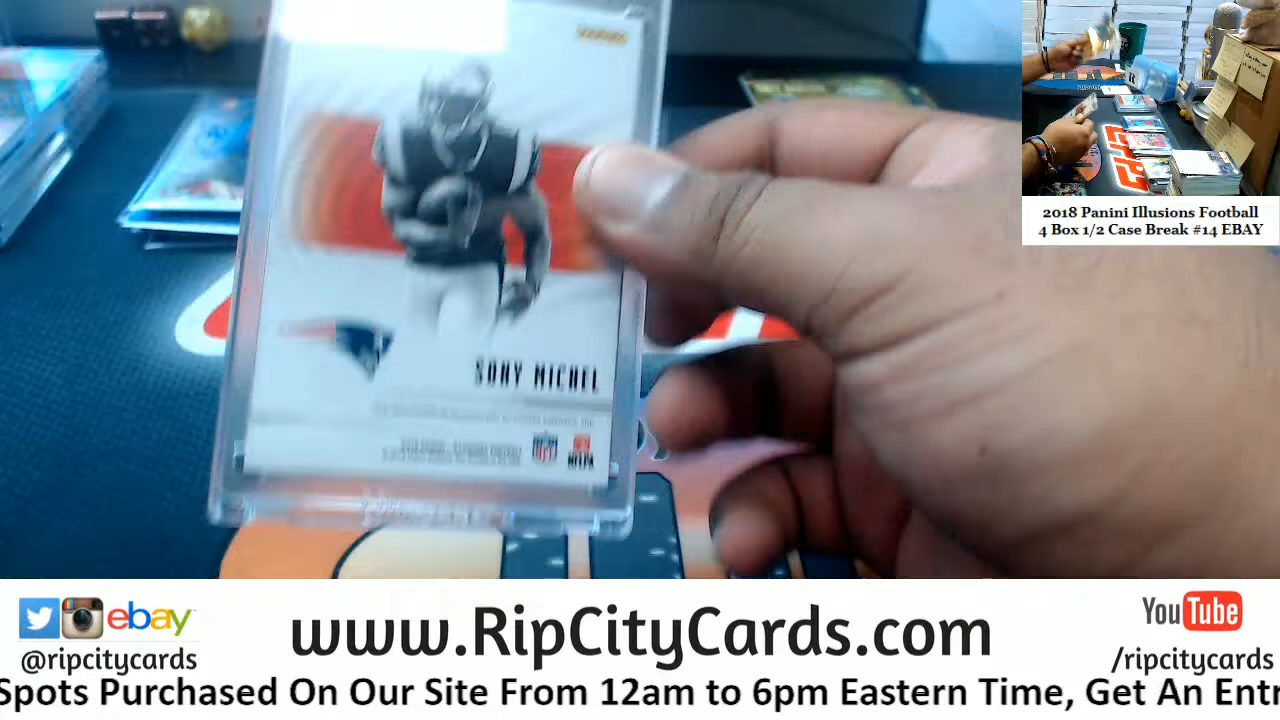 SONY MICHEL
2018 Panini Illusions Football
4 Box 1/2 Case Break #14 EBAY
ebay
@ripcitycards
www.RipCityCards.com
YouTube
/ripcitycards
Spots Purchased On Our Site From 12am to 6pm Eastern Time, Get An Entr